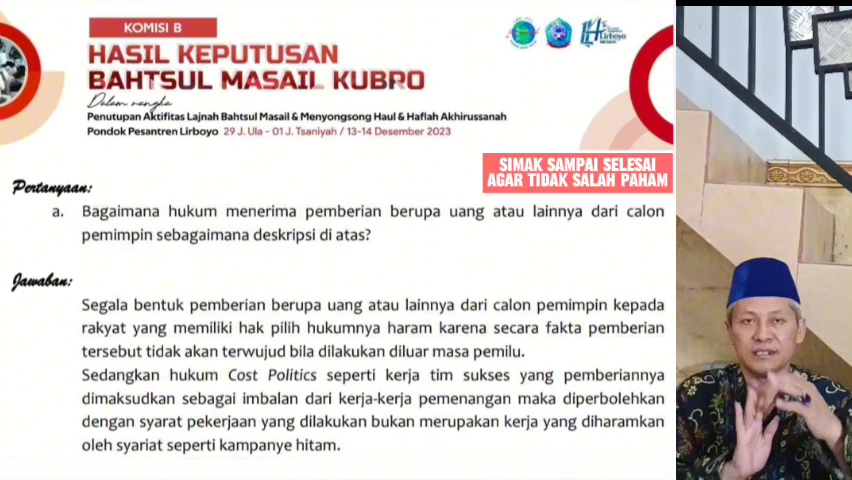 KOMISI B
HASIL KEPUTUSAN
BAHTSUL MASAIL KUBRO
Dalam rangka
Penutupan Aktifitas Lajnah Bahtsul Masail & Menyongsong Haul & Haflah Akhirussanah
Pondok Pesantren Lirboyo 29 J. Ula - 01 J. Tsaniyah / 13-14 Desember 2023
Lirboyo
SIMAK SAMPAI SELESAI
AGAR TIDAK SALAH PAHAM
Pertanyaan:
a. Bagaimana hukum menerima pemberian berupa uang atau lainnya dari calon
pemimpin sebagaimana deskripsi di atas?
Jawaban:
Segala bentuk pemberian berupa uang atau lainnya dari calon pemimpin kepada
rakyat yang memiliki hak pilih hukumnya haram karena secara fakta pemberian
tersebut tidak akan terwujud bila dilakukan diluar masa pemilu.
Sedangkan hukum Cost Politics seperti kerja tim sukses yang pemberiannya
dimaksudkan sebagai imbalan dari kerja-kerja pemenangan maka diperbolehkan
dengan syarat pekerjaan yang dilakukan bukan merupakan kerja yang diharamkan
oleh syariat seperti kampanye hitam.